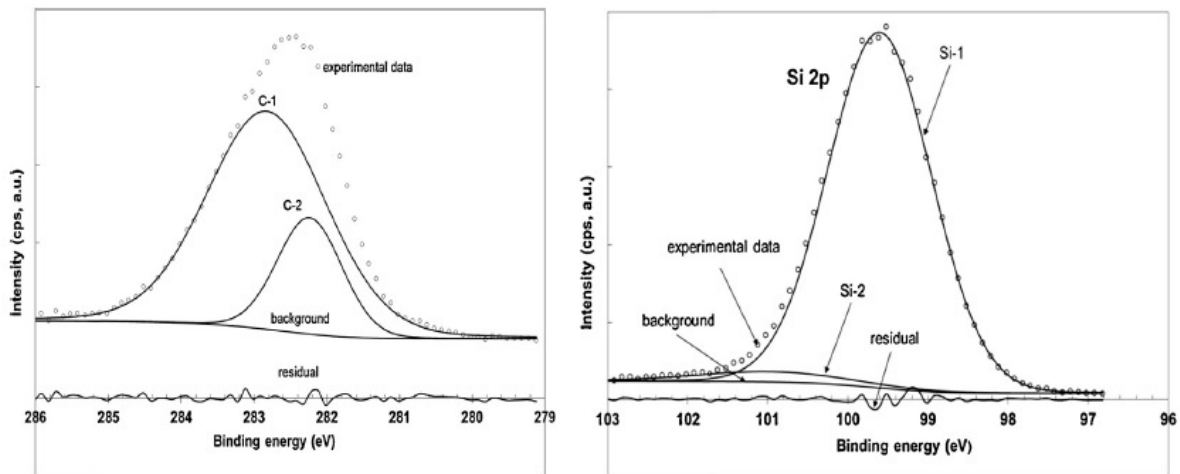 experimental data
C-1
C-2
background
residual
Intensity (cps, a.u.)
286 285 284 283 282 281 280 279
Binding energy (eV)
Si 2p
Si-1
experimental data
Si-2
background
residual
Intensity (cps, a.u.)
103 102 101 100 99 98 97 96
Binding energy (eV)